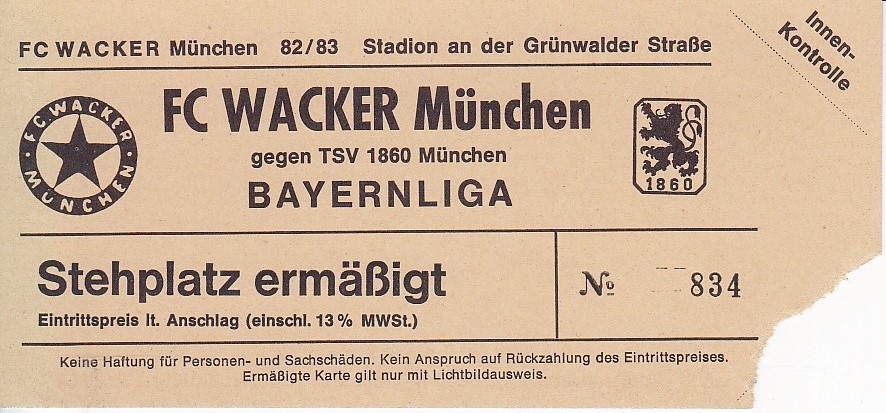 FC WACKER München 82/83 Stadion an der Grünwalder Straße
Innen-
Kontrolle
F.C. WACKER
MÜNCHEN
FC WACKER München
gegen TSV 1860 München
BAYERNLIGA
1860
Stehplatz ermäßigt
Eintrittspreis lt. Anschlag (einschl. 13 % MWSt.)
№ 834
Keine Haftung für Personen- und Sachschäden. Kein Anspruch auf Rückzahlung des Eintrittspreises.
Ermäßigte Karte gilt nur mit Lichtbildausweis.